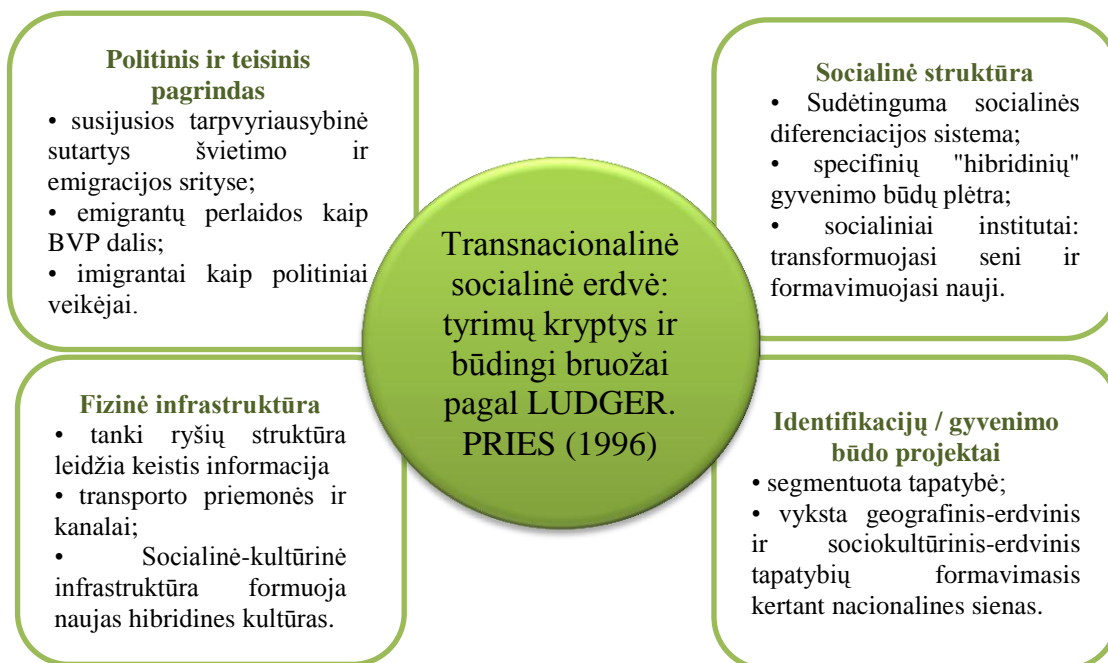 Politinis ir teisinis
pagrindas
• susijusios tarpvyriausybinė
sutartys švietimo ir
emigracijos srityse;
• emigrantų perlaidos kaip
BVP dalis;
• imigrantai kaip politiniai
veikėjai.
Socialinė struktūra
• Sudėtinguma socialinės
diferenciacijos sistema;
• specifinių "hibridinių"
gyvenimo būdų plėtra;
• socialiniai institutai:
transformuojasi seni ir
formavimuojasi nauji.
Transnacionalinė
socialinė erdvė:
tyrimų kryptys ir
būdingi bruožai
pagal LUDGER.
PRIES (1996)
Fizinė infrastruktūra
• tanki ryšių struktūra
leidžia keistis informacija
• transporto priemonės ir
kanalai;
• Socialinė-kultūrinė
infrastruktūra formuoja
naujas hibridines kultūras.
Identifikacijų / gyvenimo
būdo projektai
• segmentuota tapatybė;
• vyksta geografinis-erdvinis
ir sociokultūrinis-erdvinis
tapatybių formavimasis
kertant nacionalines sienas.